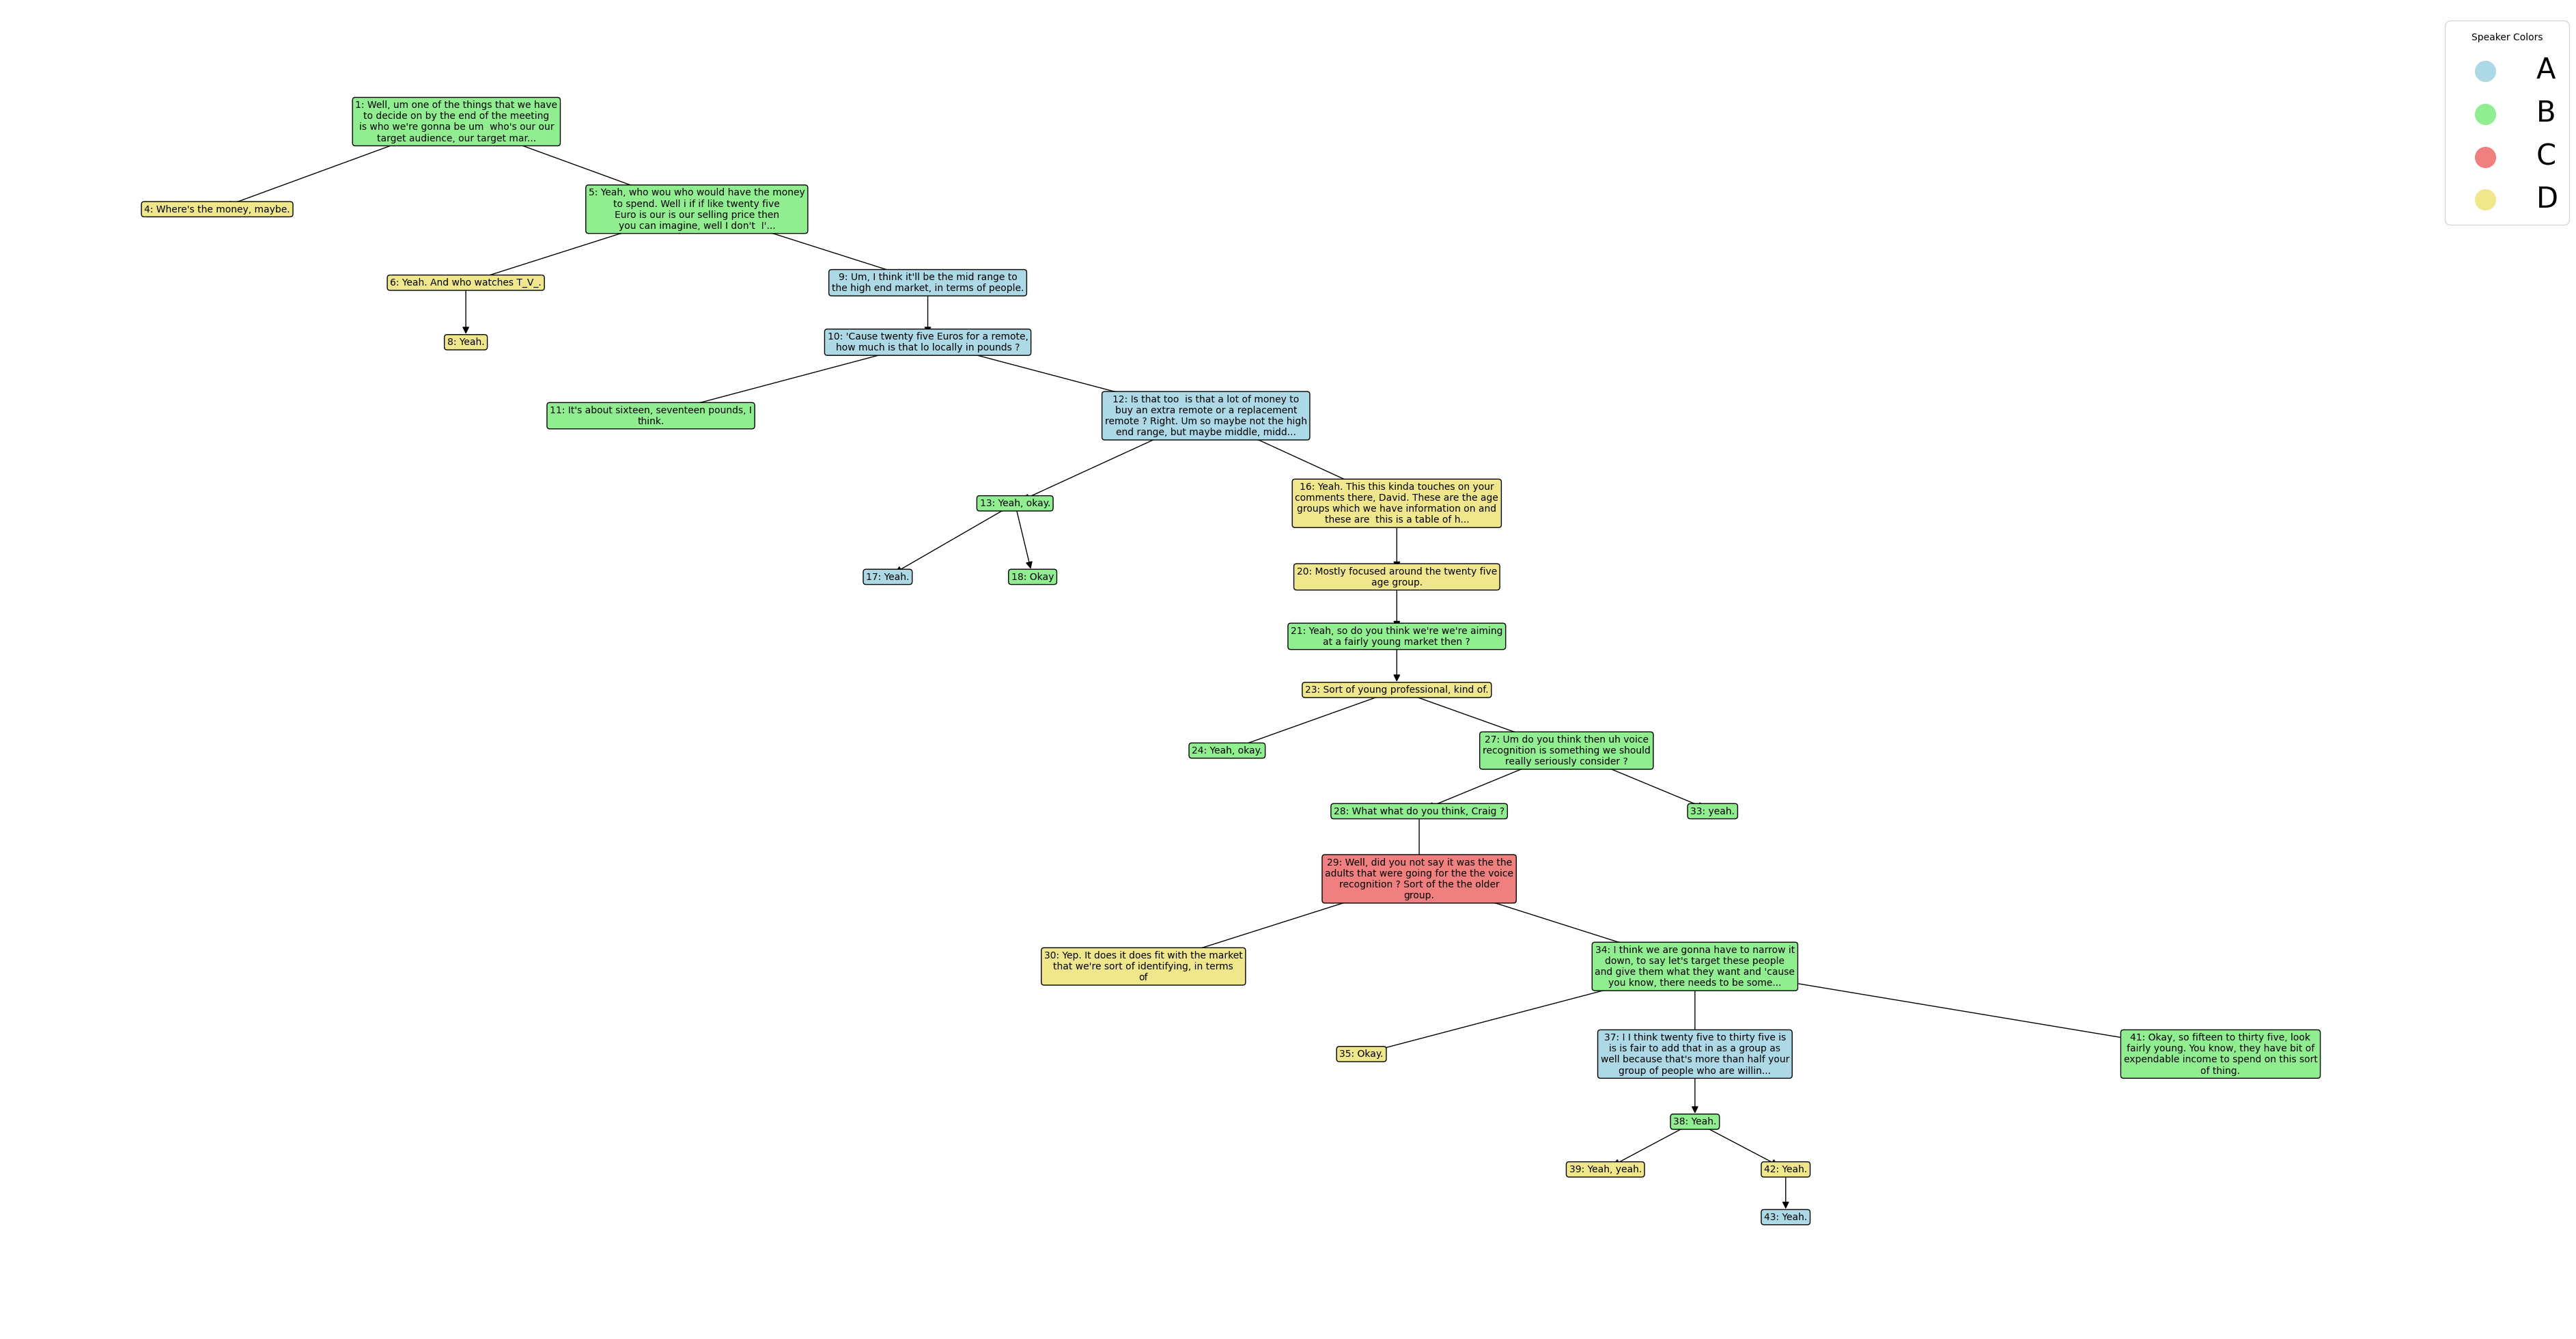 Speaker Colors
A
B
C
D
1: Well, um one of the things that we have
to decide on by the end of the meeting
is who we're gonna be um  who's our our
target audience, our target mar...
4: Where's the money, maybe.
5: Yeah, who wou who would have the money
to spend. Well i if if like twenty five
Euro is our is our selling price then
you can imagine, well I don't  I'...
6: Yeah. And who watches T_V_.
9: Um, I think it'll be the mid range to
the high end market, in terms of people.
8: Yeah.
10: 'Cause twenty five Euros for a remote,
how much is that lo locally in pounds ?
11: It's about sixteen, seventeen pounds, I
think.
12: Is that too  is that a lot of money to
buy an extra remote or a replacement
remote ? Right. Um so maybe not the high
end range, but maybe middle, midd...
13: Yeah, okay.
16: Yeah. This this kinda touches on your
comments there, David. These are the age
groups which we have information on and
these are  this is a table of h...
17: Yeah.
18: Okay
20: Mostly focused around the twenty five
age group.
21: Yeah, so do you think we're we're aiming
at a fairly young market then ?
23: Sort of young professional, kind of.
24: Yeah, okay.
27: Um do you think then uh voice
recognition is something we should
really seriously consider ?
28: What what do you think, Craig ?
33: yeah.
29: Well, did you not say it was the the
adults that were going for the the voice
recognition ? Sort of the the older
group.
30: Yep. It does it does fit with the market
that we're sort of identifying, in terms
of
34: I think we are gonna have to narrow it
down, to say let's target these people
and give them what they want and 'cause
you know, there needs to be some...
35: Okay.
37: I I think twenty five to thirty five is
is is fair to add that in as a group as
well because that's more than half your
group of people who are willin...
41: Okay, so fifteen to thirty five, look
fairly young. You know, they have bit of
expendable income to spend on this sort
of thing.
38: Yeah.
39: Yeah, yeah.
42: Yeah.
43: Yeah.